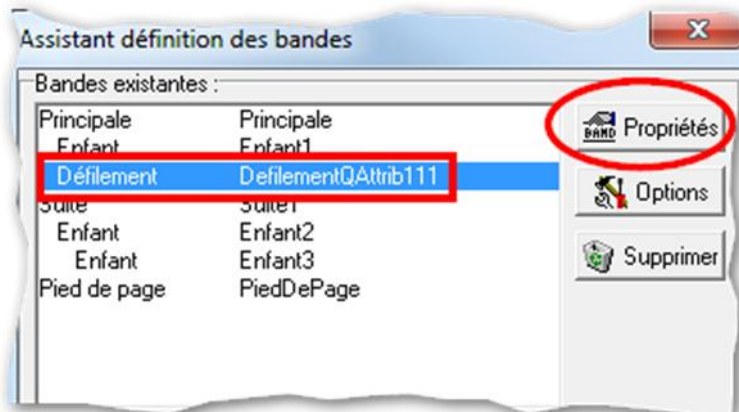 Assistant définition des bandes
Bandes existantes :
Principale Principale
Enfant Enfant1
Défilement DefilementQAttrib111
Suite Suite1
Enfant Enfant2
Enfant Enfant3
Pied de page PiedDePage
BAND Propriétés
Options
Supprimer